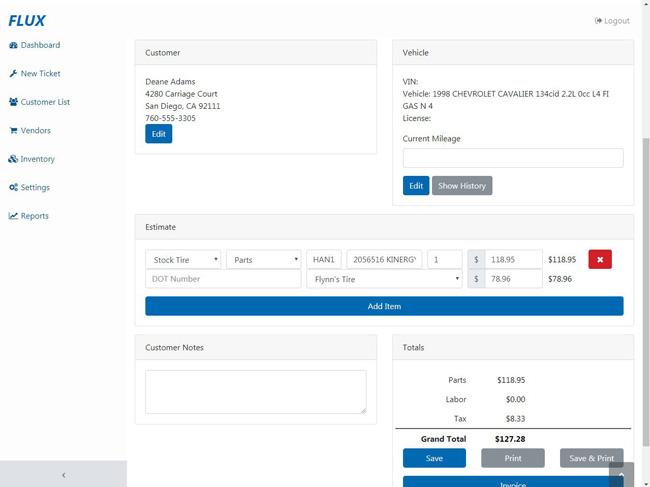 FLUX
Logout
Dashboard
New Ticket
Customer List
Vendors
Inventory
Settings
Reports
Customer
Deane Adams
4280 Carriage Court
San Diego, CA 92111
760-555-3305
Edit
Vehicle
VIN:
Vehicle: 1998 CHEVROLET CAVALIER 134cid 2.2L 0cc L4 FI
GAS N 4
License:
Current Mileage
Edit Show History
Estimate
Stock Tire Parts HAN1 2056516 KINERGY 1 $ 118.95 $118.95
DOT Number Flynn's Tire $ 78.96 $78.96
Add Item
Customer Notes
Totals
Parts $118.95
Labor $0.00
Tax $8.33
Grand Total $127.28
Save Print Save & Print
Invoice